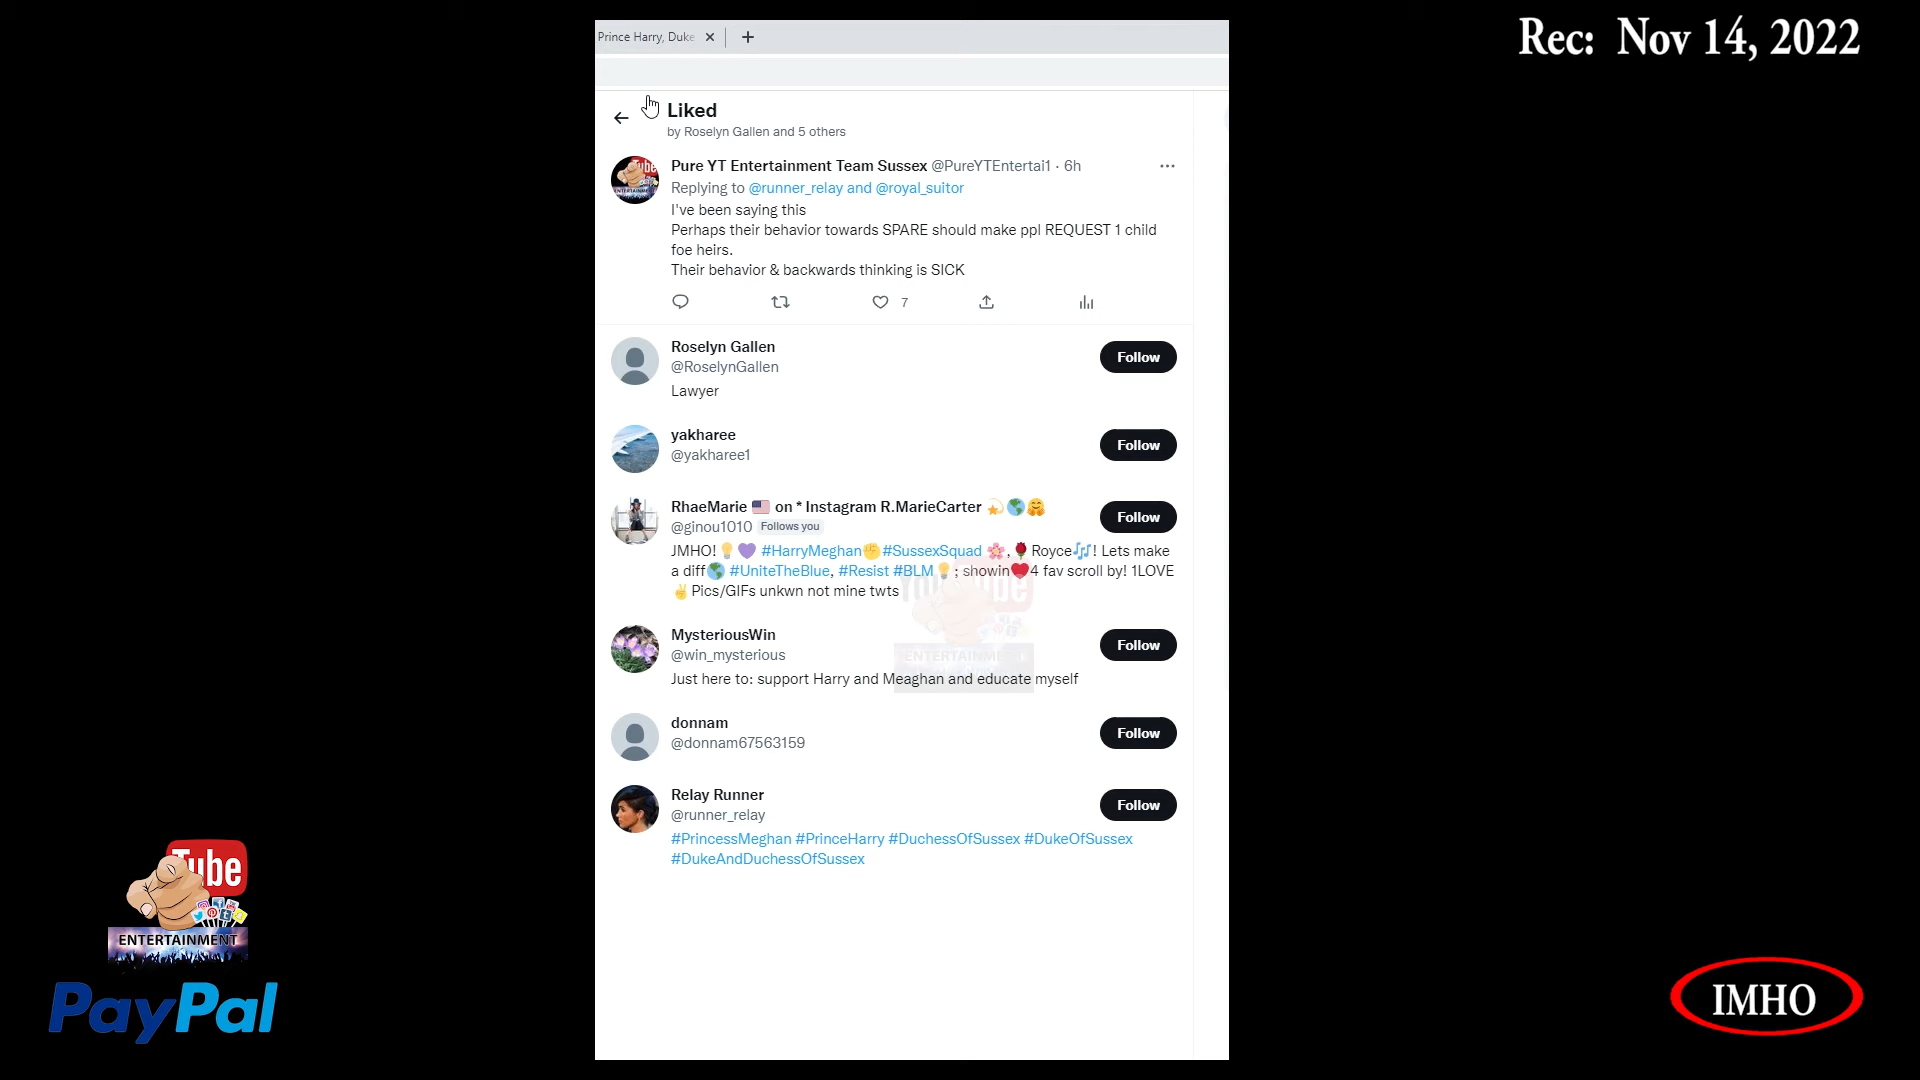 Rec: Nov 14, 2022
Prince Harry, Duke
Liked
by Roselyn Gallen and 5 others
Pure YT Entertainment Team Sussex @PureYTEntertai1 · 6h
Replying to @runner_relay and @royal_suitor
I've been saying this
Perhaps their behavior towards SPARE should make ppl REQUEST 1 child
foe heirs.
Their behavior & backwards thinking is SICK
7
Roselyn Gallen
@RoselynGallen
Lawyer
Follow
yakharee
@yakharee1
Follow
RhaeMarie 🇺🇸 on * Instagram R.MarieCarter 💫🌎🤗
@ginou1010 Follows you
Follow
JMHO!💡💜 #HarryMeghan✊#SussexSquad 🌸,🌹Royce🎶! Lets make
a diff🌎 #UniteTheBlue, #Resist #BLM💡; showin❤️4 fav scroll by! 1LOVE
✌️Pics/GIFs unkwn not mine twts
MysteriousWin
@win_mysterious
Follow
Just here to: support Harry and Meaghan and educate myself
donnam
@donnam67563159
Follow
Relay Runner
@runner_relay
Follow
#PrincessMeghan #PrinceHarry #DuchessOfSussex #DukeOfSussex
#DukeAndDuchessOfSussex
Tube
ENTERTAINMENT
PayPal
IMHO